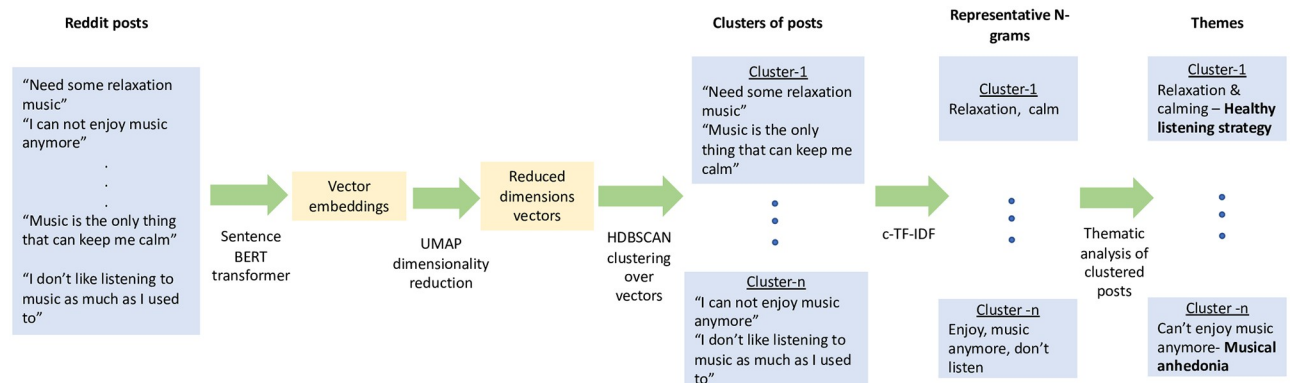 Reddit posts
“Need some relaxation
music”
“I can not enjoy music
anymore”
.
.
.
“Music is the only thing
that can keep me calm”
“I don’t like listening to
music as much as I used
to”
Sentence
BERT
transformer
Vector
embeddings
UMAP
dimensionality
reduction
Reduced
dimensions
vectors
HDBSCAN
clustering
over
vectors
Clusters of posts
Cluster-1
“Need some relaxation
music”
“Music is the only
thing that can keep me
calm”
Cluster-n
“I can not enjoy music
anymore”
“I don’t like listening to
music as much as I used
to”
c-TF-IDF
Representative N-
grams
Cluster-1
Relaxation, calm
Cluster -n
Enjoy, music
anymore, don’t
listen
Thematic
analysis of
clustered
posts
Themes
Cluster-1
Relaxation &
calming – Healthy
listening strategy
Cluster -n
Can’t enjoy music
anymore- Musical
anhedonia